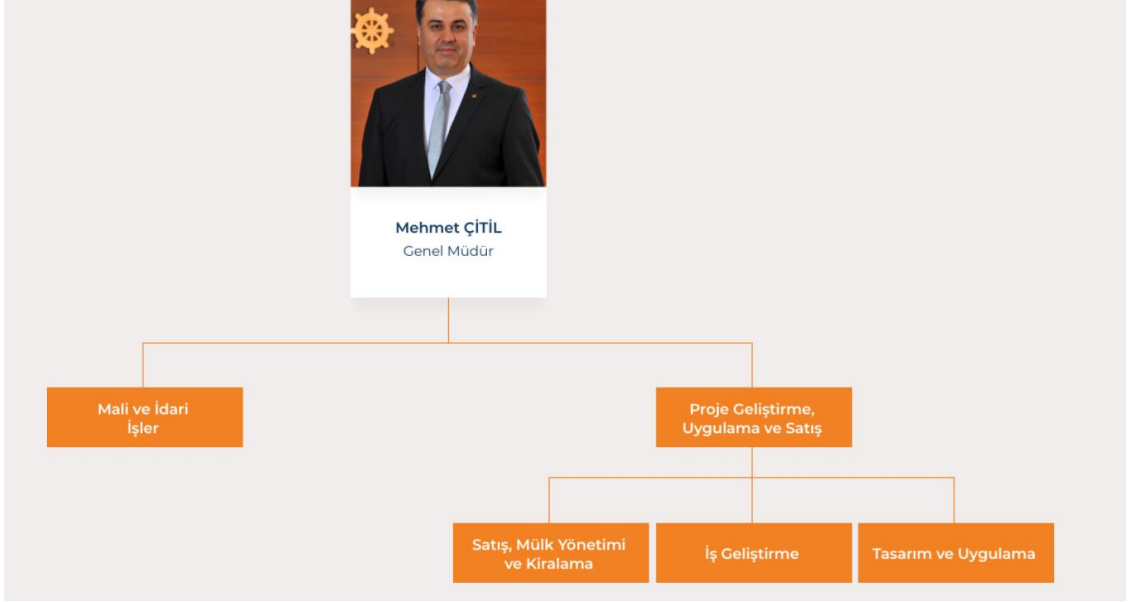 Mehmet ÇİTİL
Genel Müdür
Mali ve İdari
İşler
Proje Geliştirme,
Uygulama ve Satış
Satış, Mülk Yönetimi
ve Kiralama
İş Geliştirme
Tasarım ve Uygulama